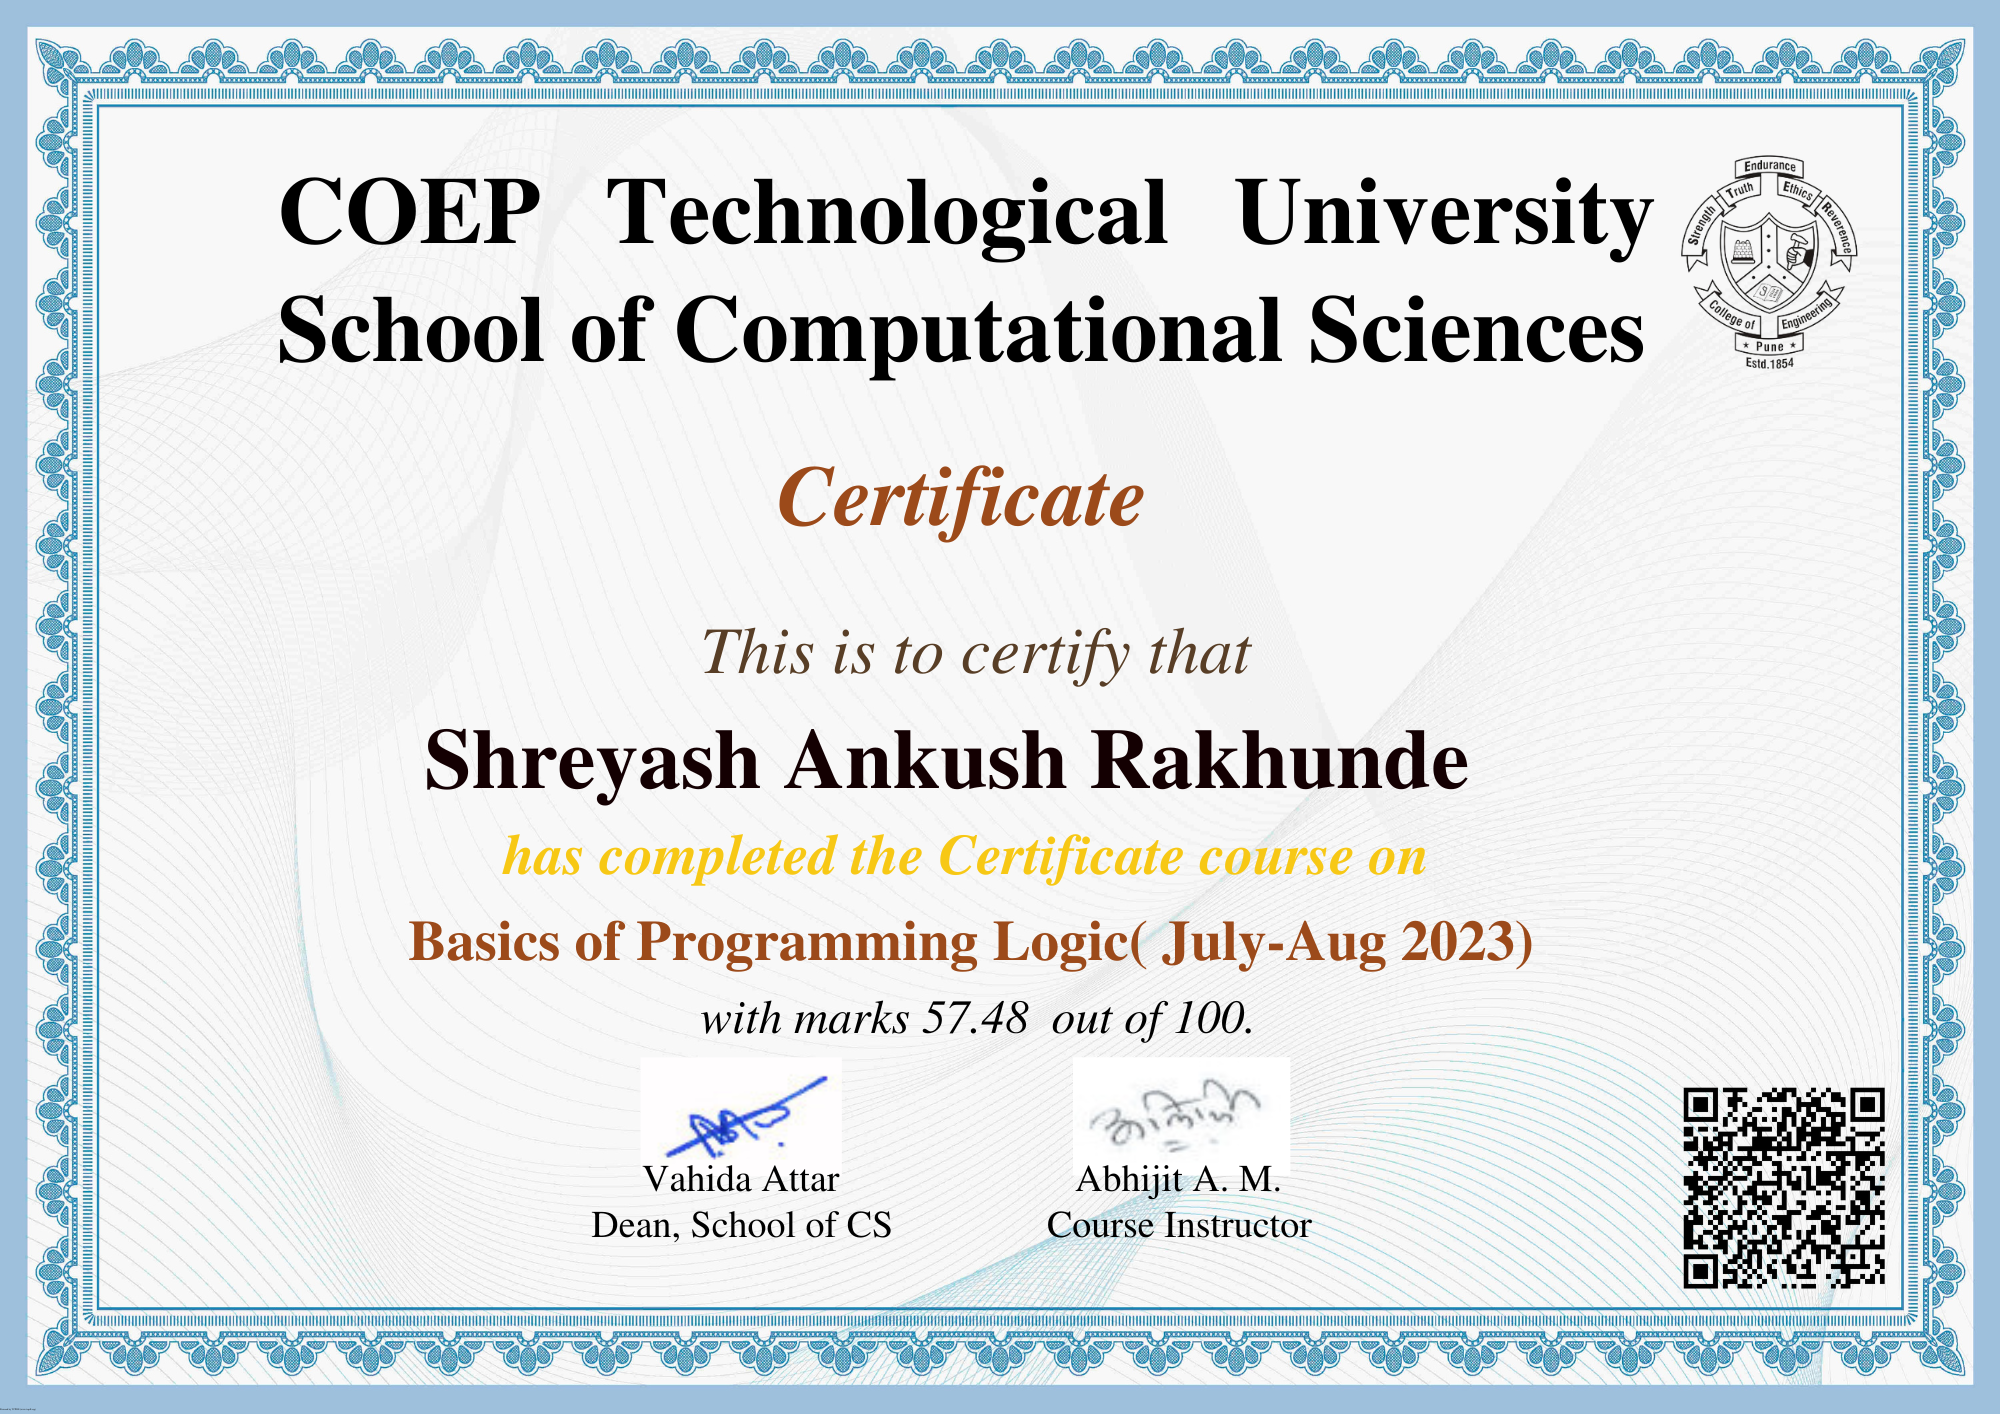 COEP Technological University
School of Computational Sciences
Endurance
Truth
Ethics
Strength
Reverence
College of
Engineering
★ Pune ★
Estd.1854
Certificate
This is to certify that
Shreyash Ankush Rakhunde
has completed the Certificate course on
Basics of Programming Logic( July-Aug 2023)
with marks 57.48 out of 100.
Vahida Attar
Dean, School of CS
Abhijit A. M.
Course Instructor